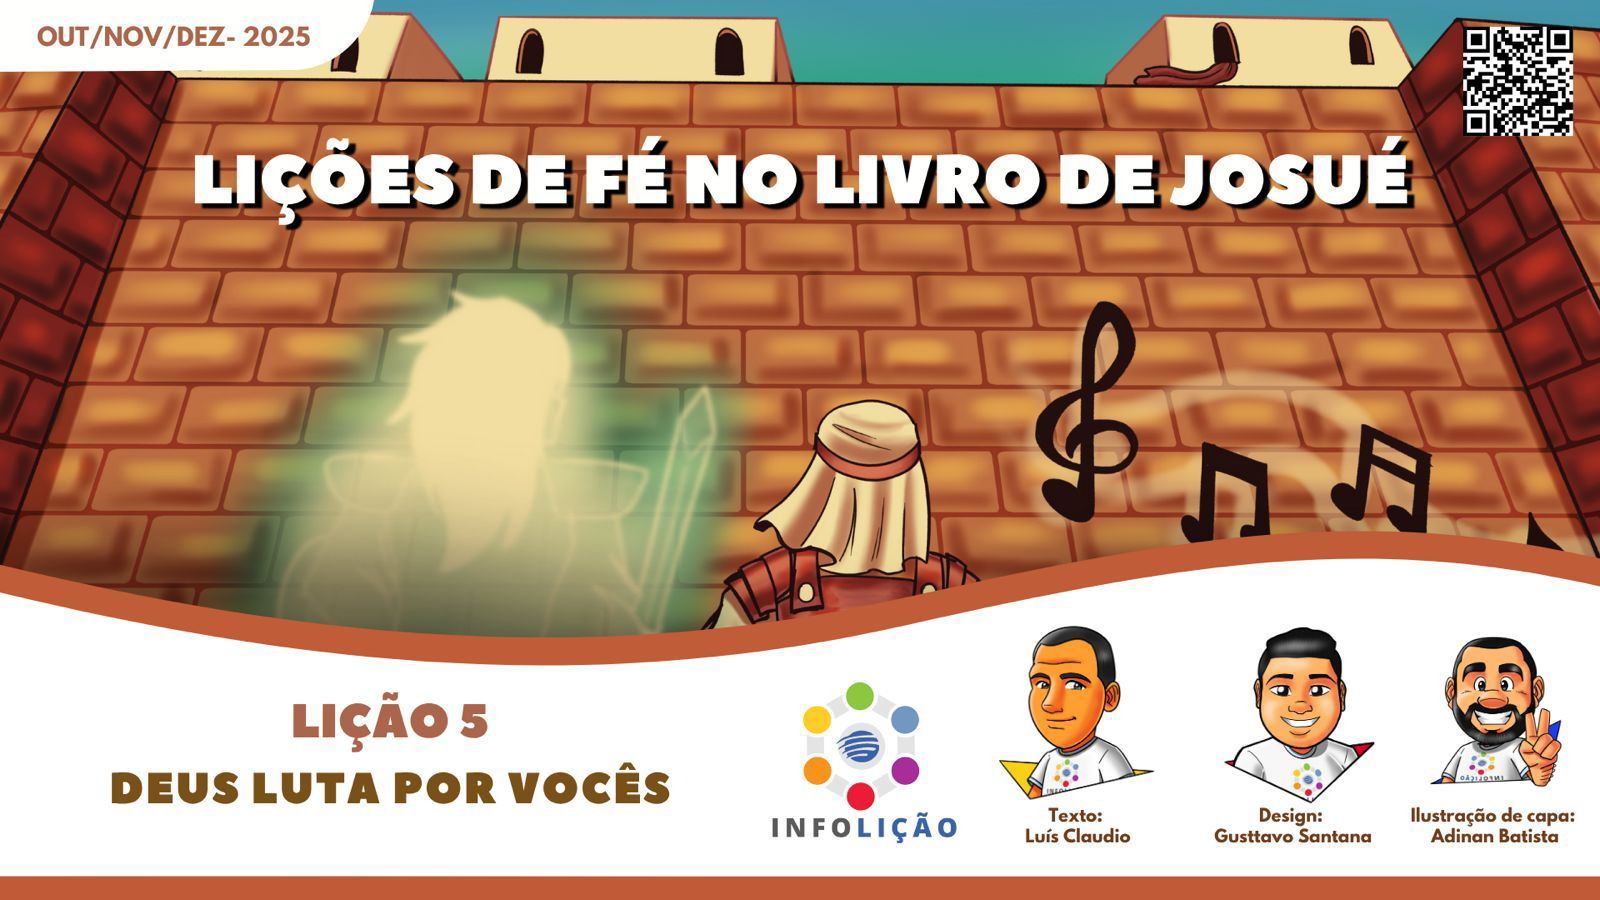 OUT/NOV/DEZ- 2025
LIÇÕES DE FÉ NO LIVRO DE JOSUÉ
LIÇÃO 5
DEUS LUTA POR VOCÊS
INFOLIÇÃO
Texto:
Luís Claudio
Design:
Gusttavo Santana
Ilustração de capa:
Adinan Batista